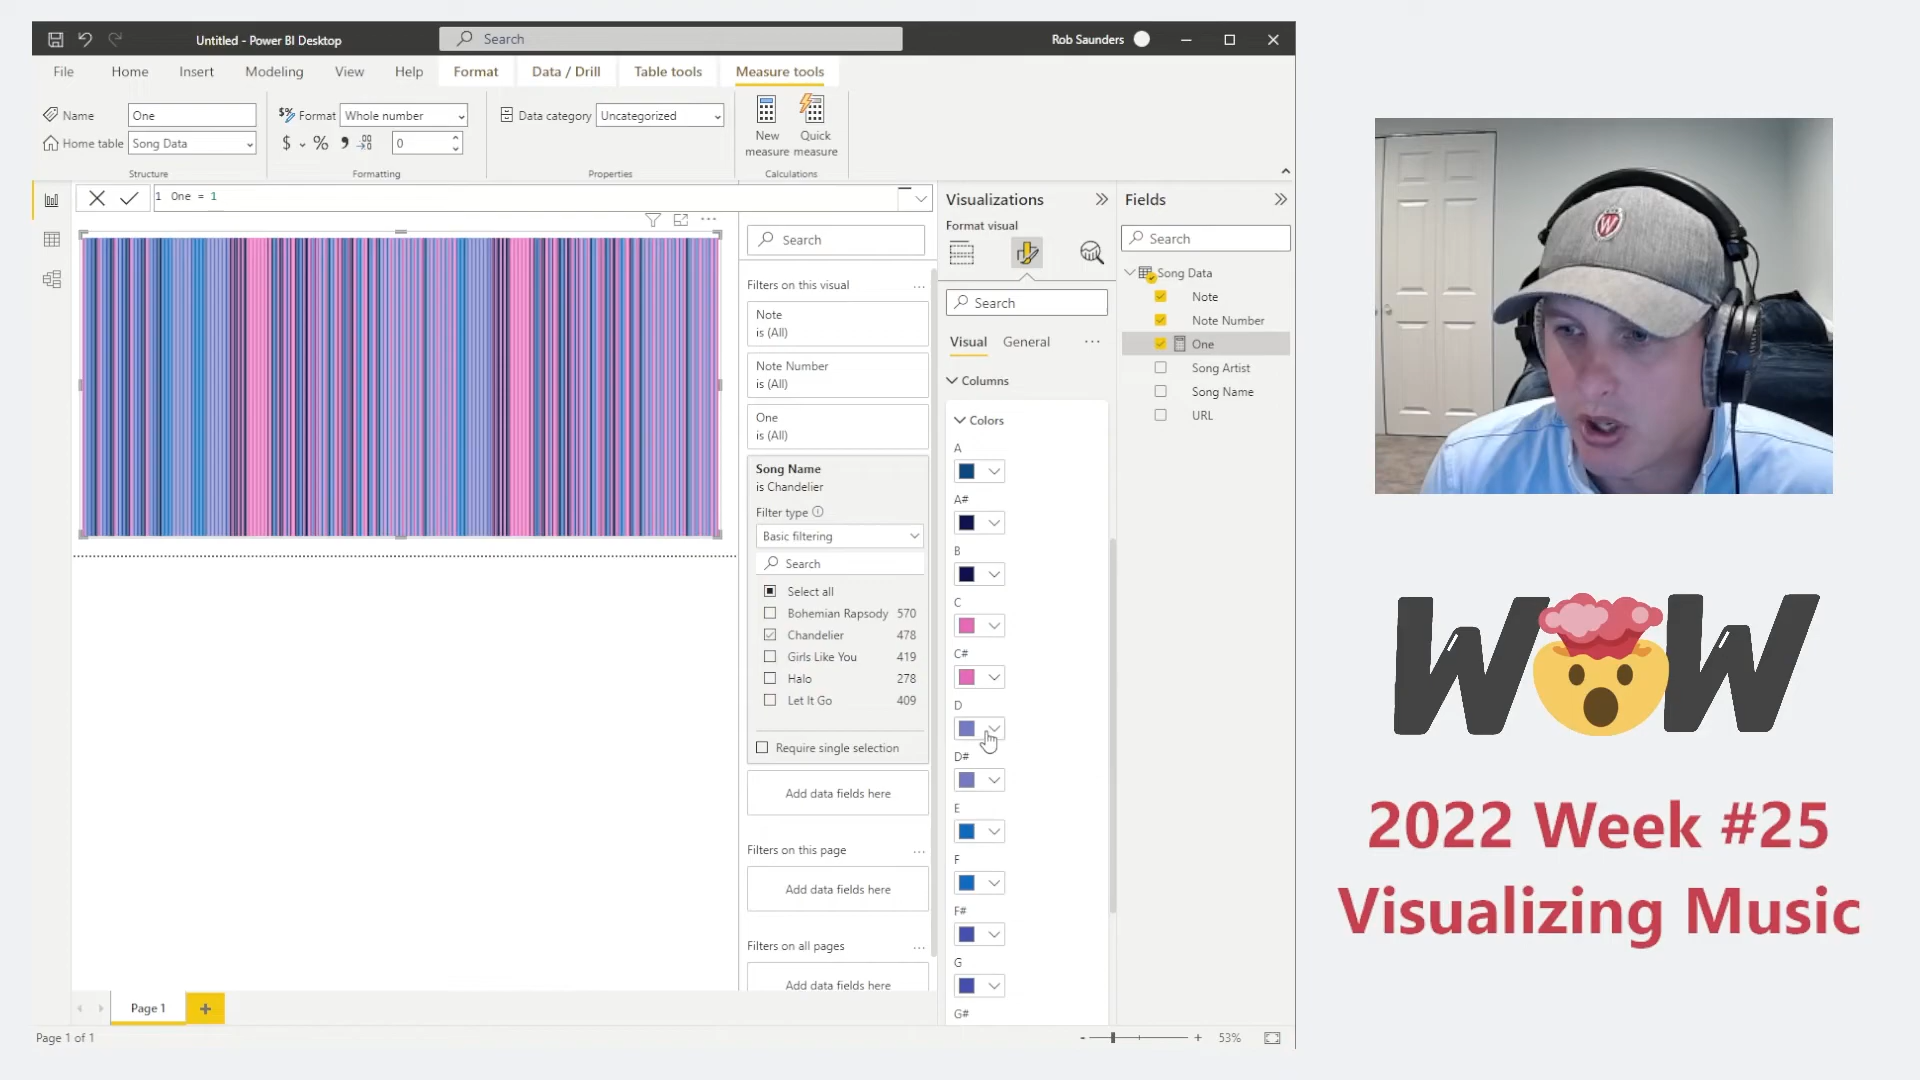 Untitled - Power BI Desktop
Search
Rob Saunders
File
Home
Insert
Modeling
View
Help
Format
Data / Drill
Table tools
Measure tools
Name
One
Home table
Song Data
Structure
Format
Whole number
$ % 9
0
Formatting
Data category
Uncategorized
Properties
New
measure
Quick
measure
Calculations
1 One = 1
Search
Filters on this visual
Note
is (All)
Note Number
is (All)
One
is (All)
Song Name
is Chandelier
Filter type
Basic filtering
Search
Select all
Bohemian Rapsody 570
Chandelier 478
Girls Like You 419
Halo 278
Let It Go 409
Require single selection
Add data fields here
Filters on this page
Add data fields here
Filters on all pages
Add data fields here
Visualizations
Format visual
Search
Visual
General
Columns
Colors
A
A#
B
C
C#
D
D#
E
F
F#
G
G#
Fields
Search
Song Data
Note
Note Number
One
Song Artist
Song Name
URL
Page 1
Page 1 of 1
- + 53%
W
WOW
2022 Week #25
Visualizing Music